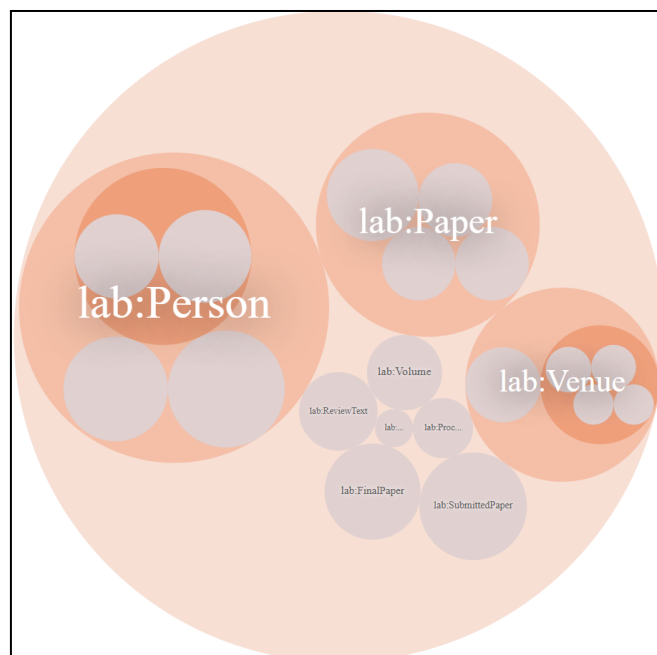 lab:Paper
lab:Person
lab:Volume
lab:Venue
lab:ReviewText
lab:...
lab:Proc...
lab:FinalPaper
lab:SubmittedPaper